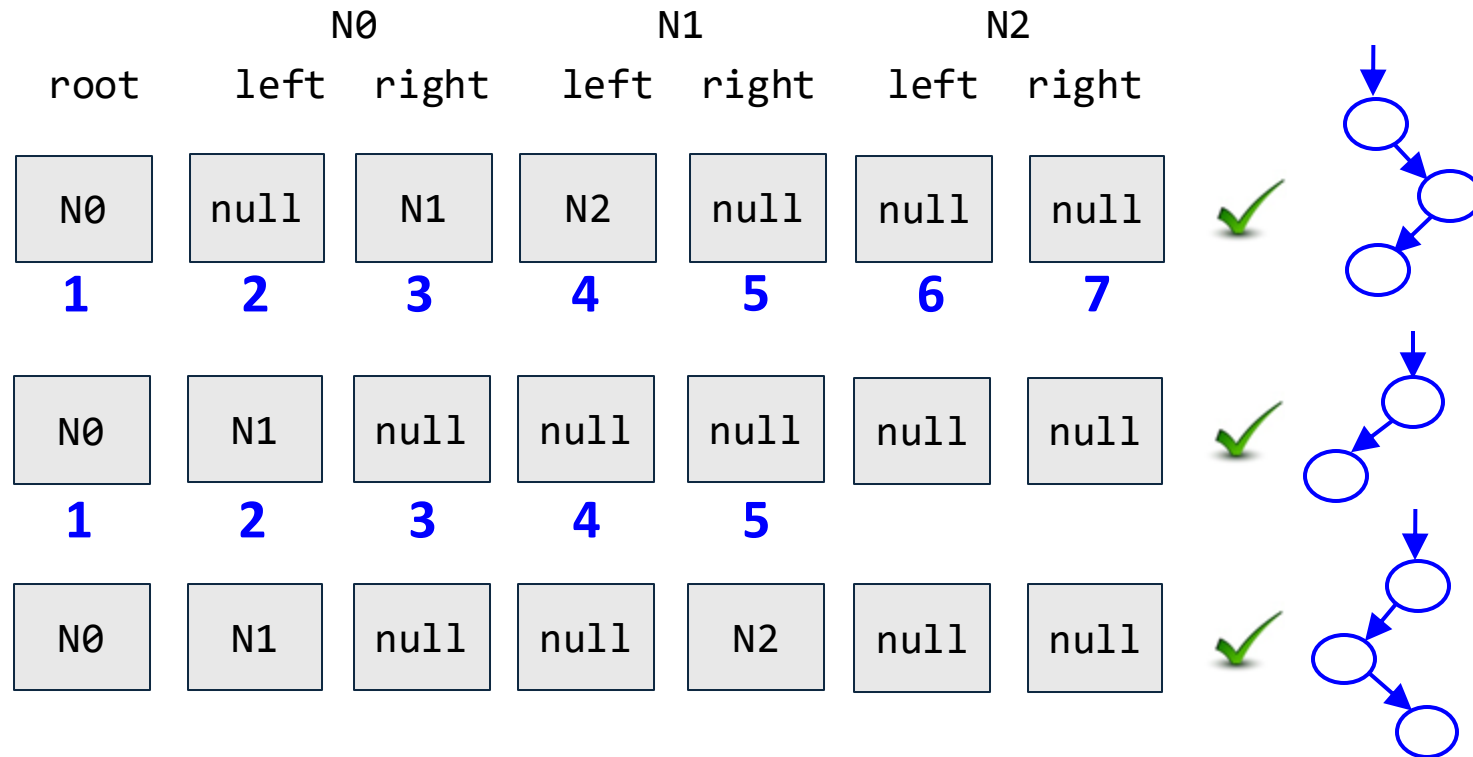 N0 N1 N2
root left right left right left right
N0 null N1 N2 null null null
1 2 3 4 5 6 7
N0 N1 null null null null null
1 2 3 4 5
N0 N1 null null N2 null null